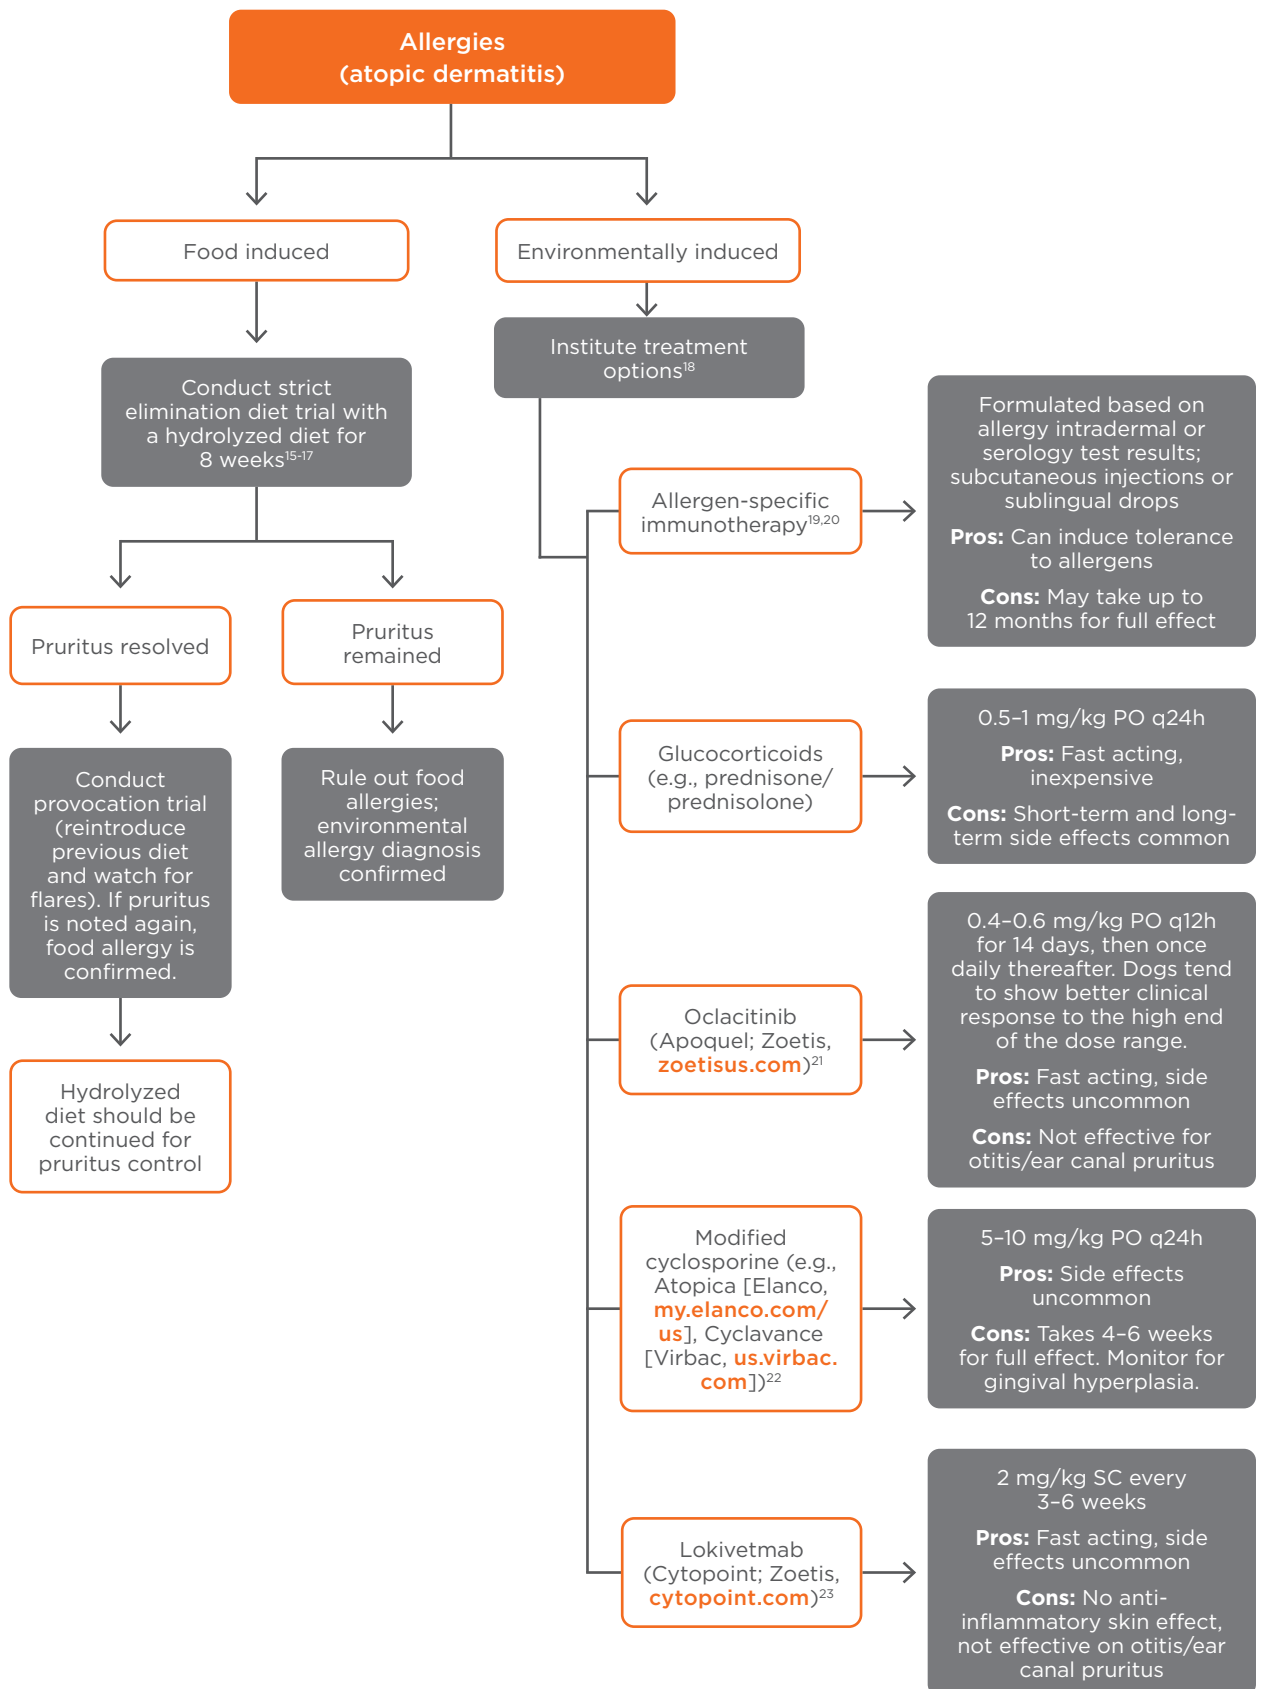 Allergies
(atopic dermatitis)
Food induced
Environmentally induced
Conduct strict
elimination diet trial with
a hydrolyzed diet for
8 weeks15-17
Pruritus resolved
Pruritus
remained
Conduct
provocation trial
(reintroduce
previous diet
and watch for
flares). If pruritus
is noted again,
food allergy is
confirmed.
Rule out food
allergies;
environmental
allergy diagnosis
confirmed
Hydrolyzed
diet should be
continued for
pruritus control
Institute treatment
options18
Allergen-specific
immunotherapy19,20
Formulated based on
allergy intradermal or
serology test results;
subcutaneous injections or
sublingual drops
Pros: Can induce tolerance
to allergens
Cons: May take up to
12 months for full effect
Glucocorticoids
(e.g., prednisone/
prednisolone)
0.5–1 mg/kg PO q24h
Pros: Fast acting,
inexpensive
Cons: Short-term and long-
term side effects common
Oclacitinib
(Apoquel; Zoetis,
zoetisus.com)21
0.4–0.6 mg/kg PO q12h
for 14 days, then once
daily thereafter. Dogs tend
to show better clinical
response to the high end
of the dose range.
Pros: Fast acting, side
effects uncommon
Cons: Not effective for
otitis/ear canal pruritus
Modified
cyclosporine (e.g.,
Atopica [Elanco,
my.elanco.com/
us], Cyclavance
[Virbac, us.virbac.
com])22
5–10 mg/kg PO q24h
Pros: Side effects
uncommon
Cons: Takes 4–6 weeks
for full effect. Monitor for
gingival hyperplasia.
Lokivetmab
(Cytopoint; Zoetis,
cytopoint.com)23
2 mg/kg SC every
3–6 weeks
Pros: Fast acting, side
effects uncommon
Cons: No anti-
inflammatory skin effect,
not effective on otitis/ear
canal pruritus